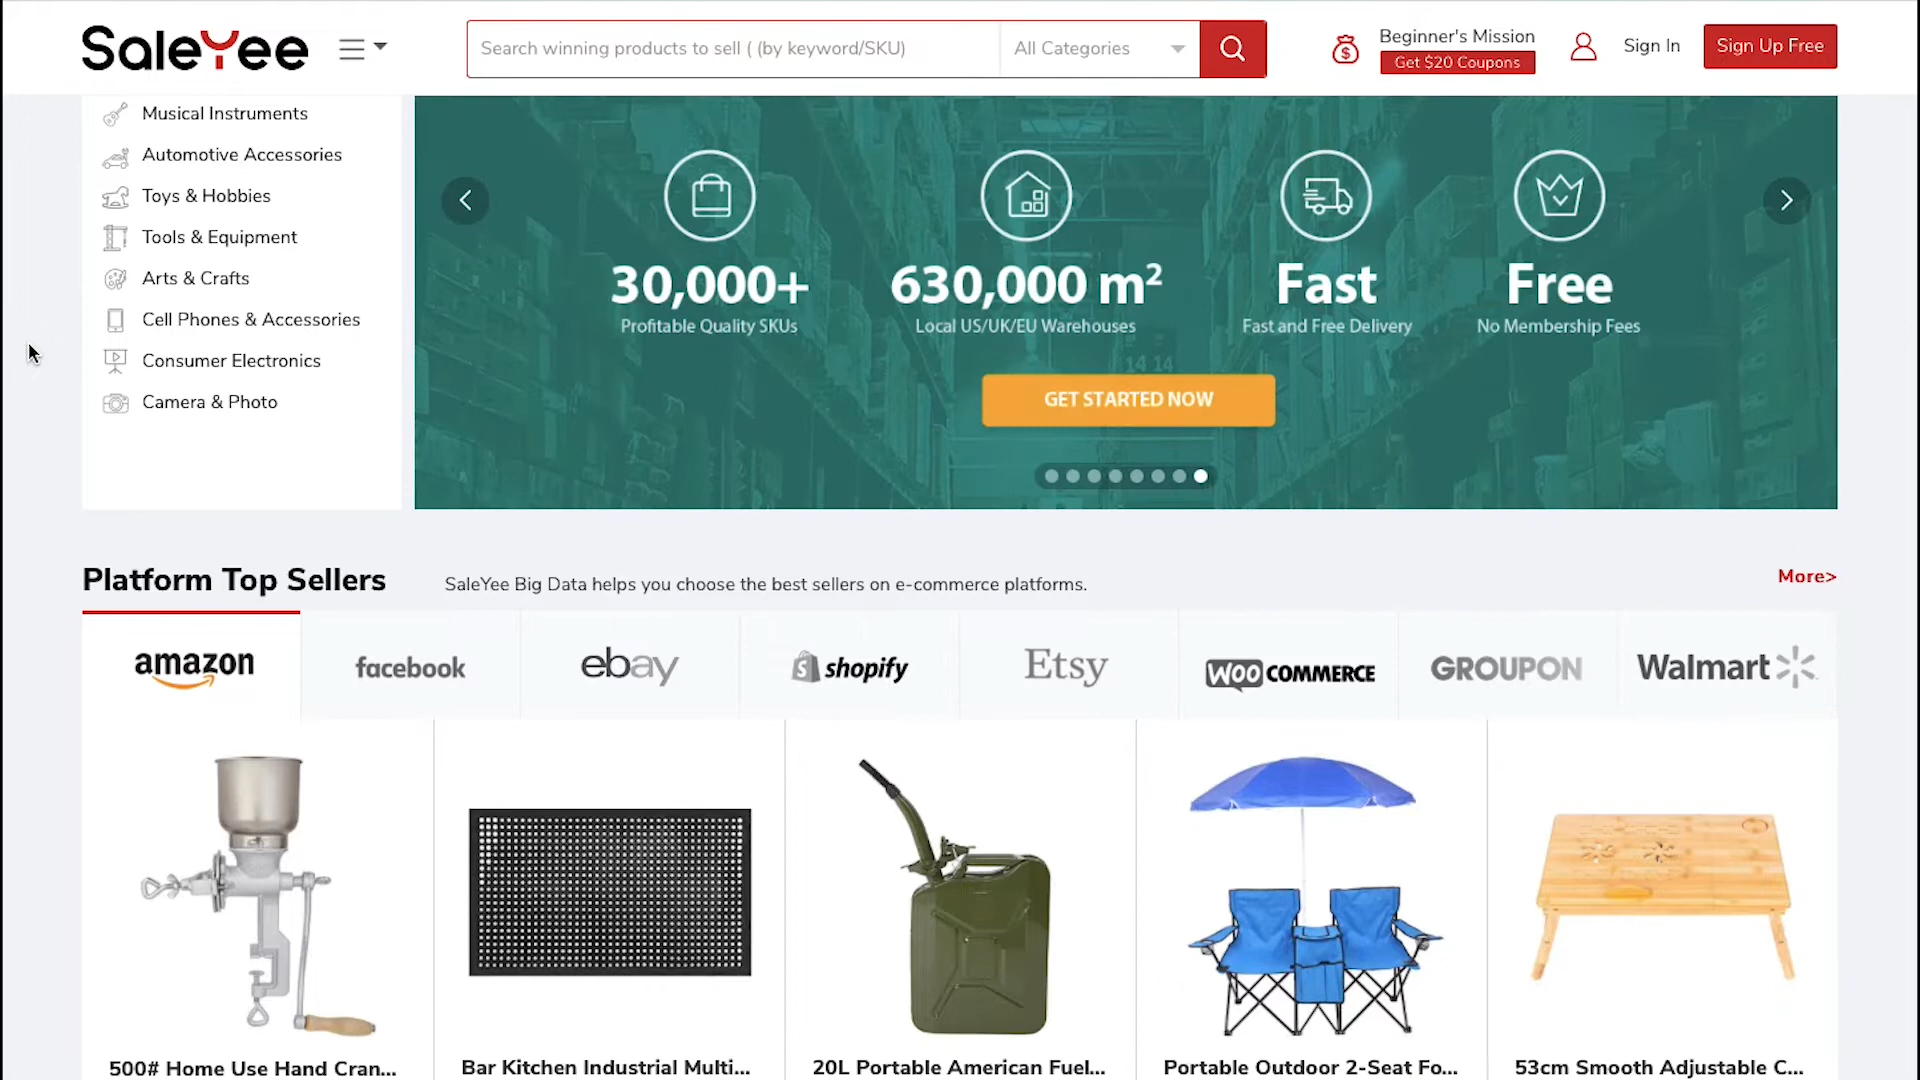 SaleYee
Search winning products to sell ( (by keyword/SKU)
All Categories
Beginner's Mission
Get $20 Coupons
Sign In
Sign Up Free
Musical Instruments
Automotive Accessories
Toys & Hobbies
Tools & Equipment
Arts & Crafts
Cell Phones & Accessories
Consumer Electronics
Camera & Photo
30,000+
Profitable Quality SKUs
630,000 m²
Local US/UK/EU Warehouses
Fast
Fast and Free Delivery
Free
No Membership Fees
14 14
GET STARTED NOW
Platform Top Sellers
SaleYee Big Data helps you choose the best sellers on e-commerce platforms.
More>
amazon
facebook
ebay
shopify
Etsy
WOO COMMERCE
GROUPON
Walmart
500# Home Use Hand Cran...
Bar Kitchen Industrial Multi...
20L Portable American Fuel...
Portable Outdoor 2-Seat Fo...
53cm Smooth Adjustable C...